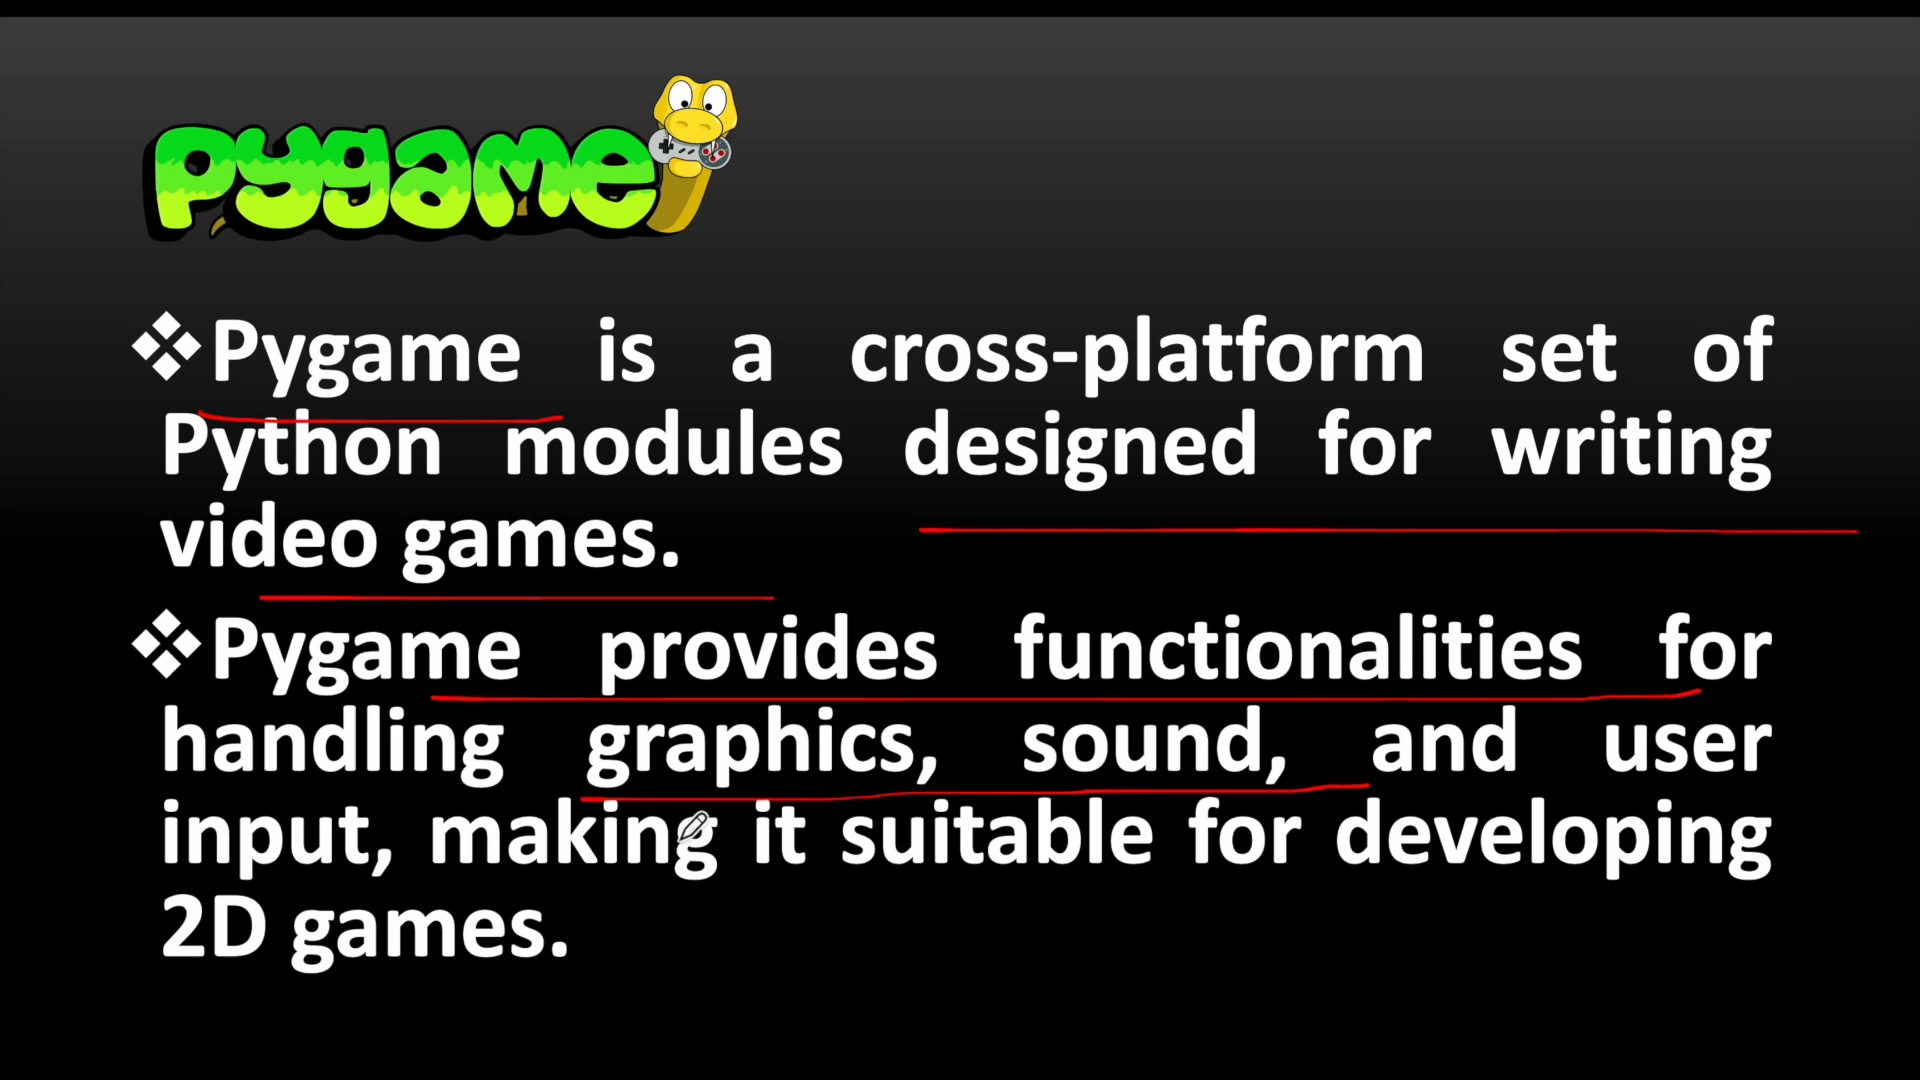 pygame
❖Pygame is a cross-platform set of
Python modules designed for writing
video games.
❖Pygame provides functionalities for
handling graphics, sound, and user
input, making it suitable for developing
2D games.